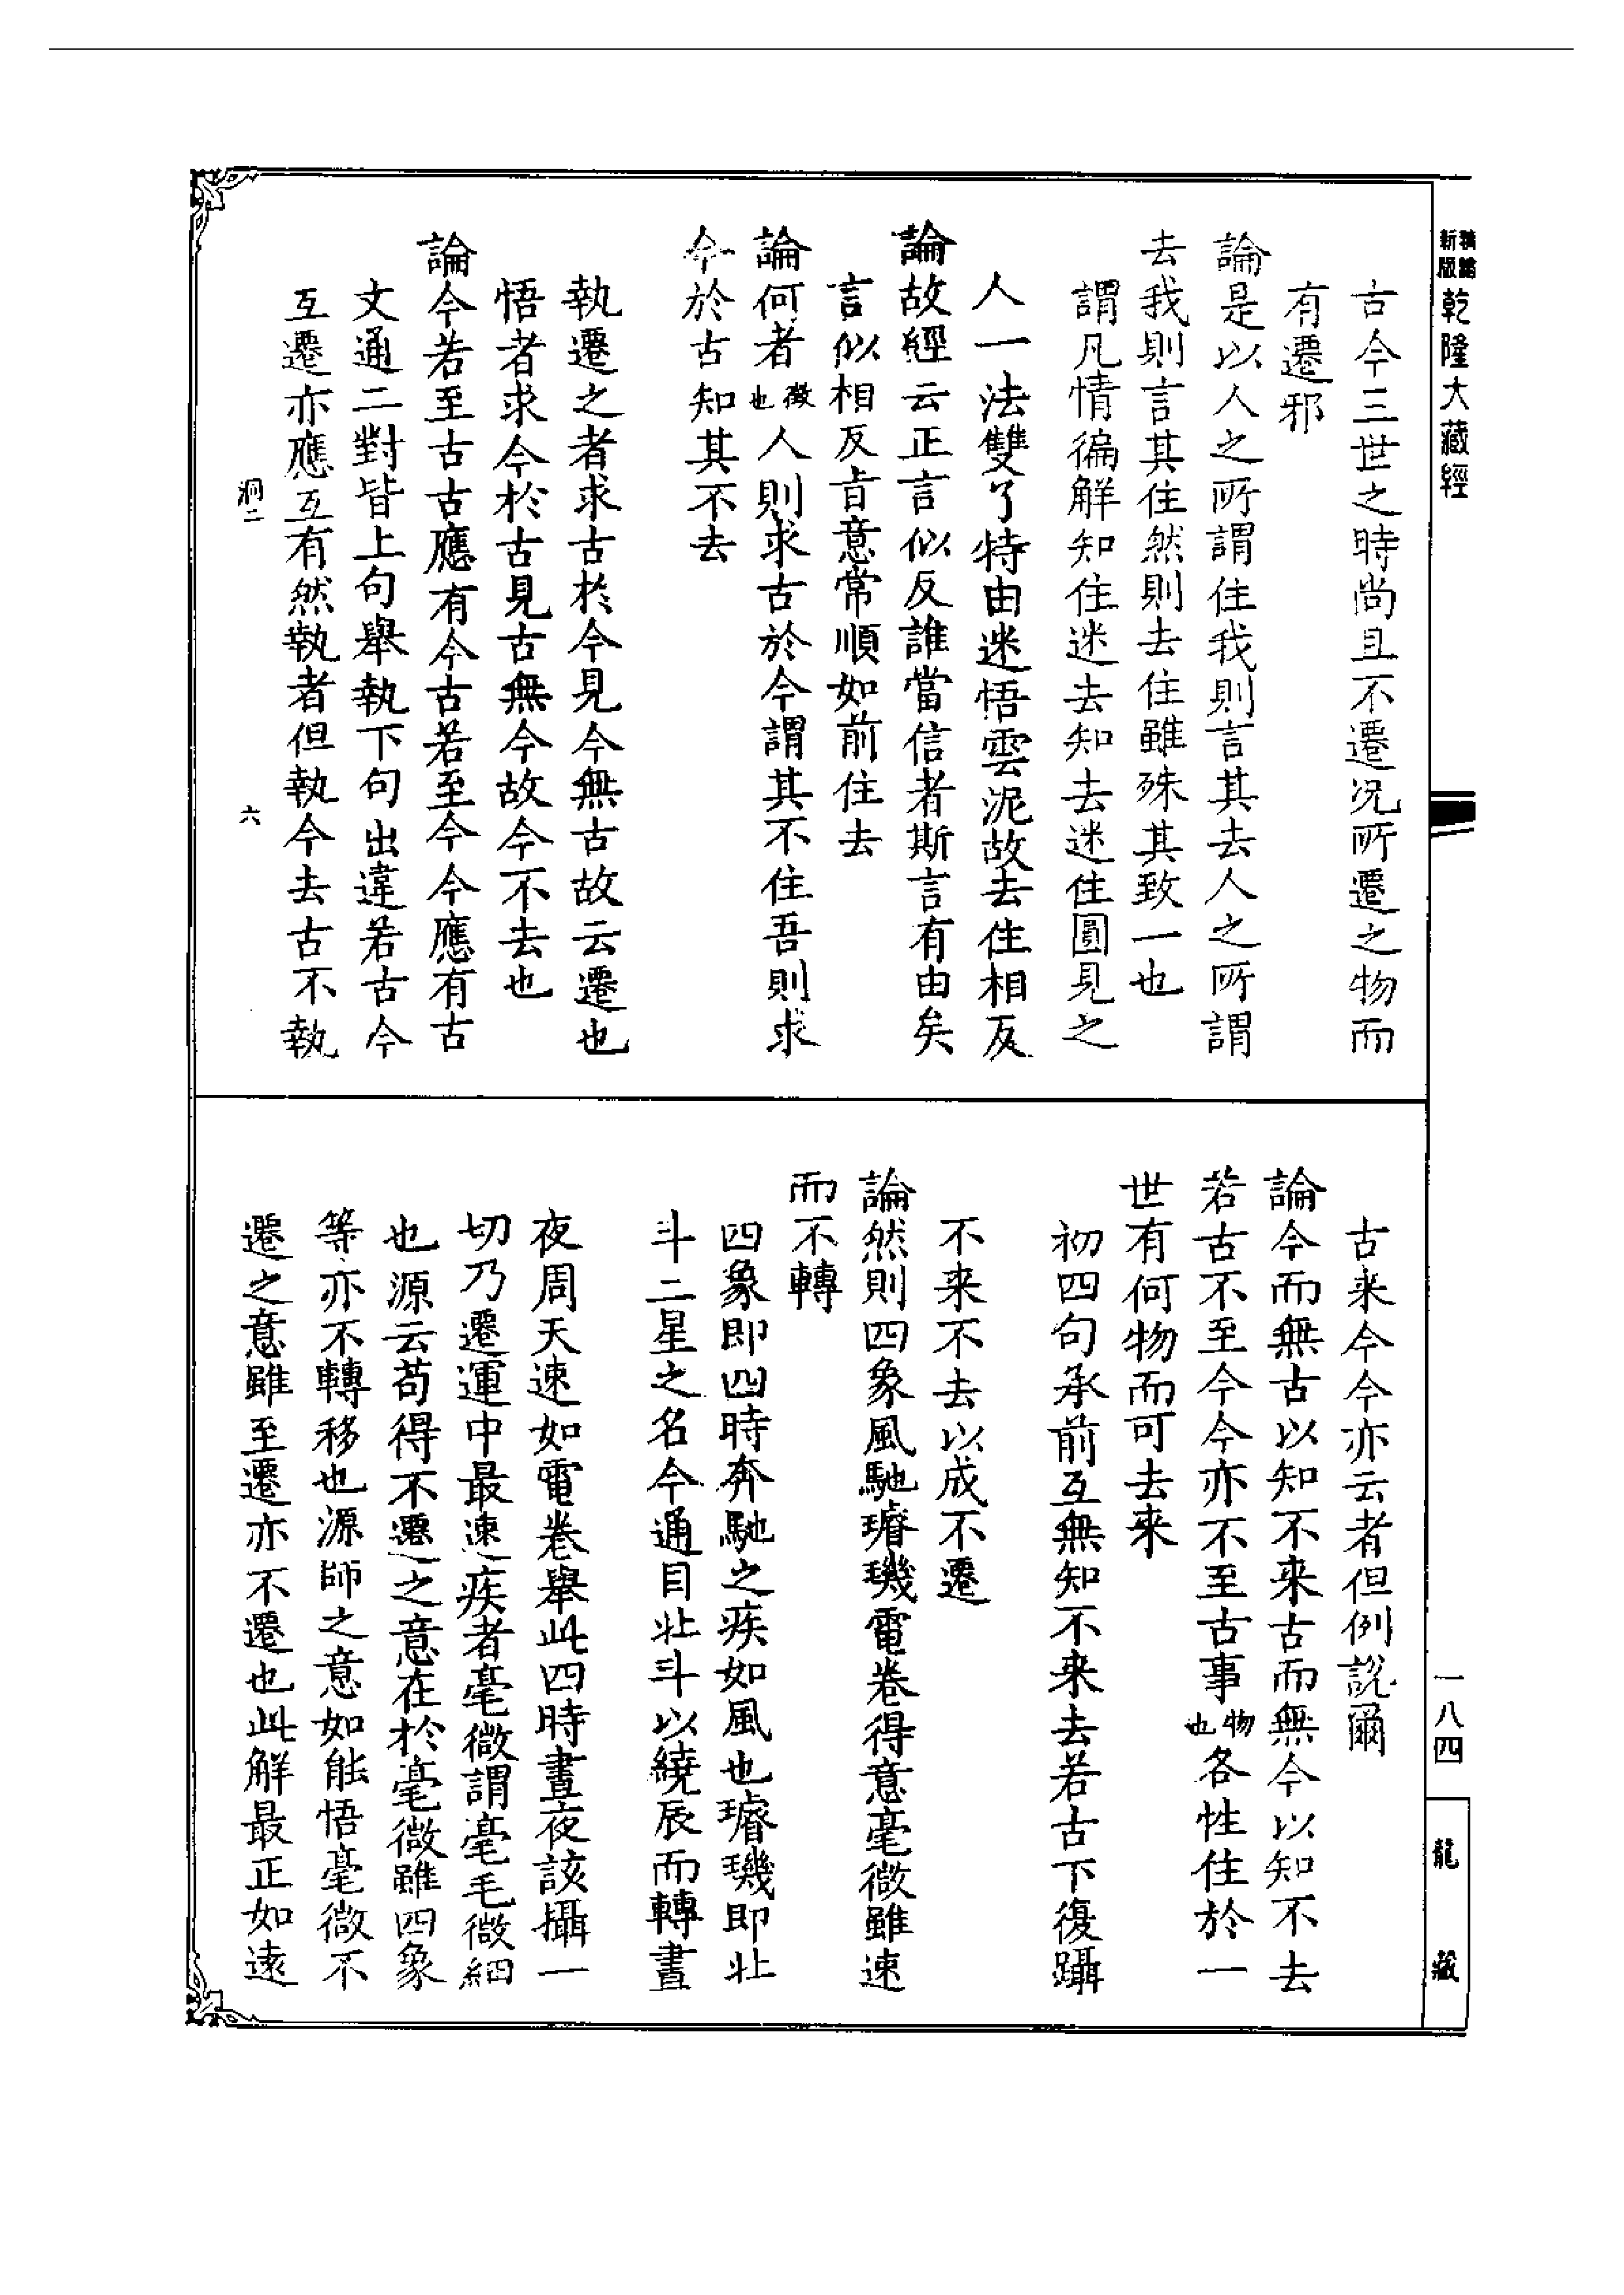 新版
精講
乾隆大藏經
古今三世之時尚且不遷况所遷之物而
有遷邪
論是以人之所謂住我則言其去人之所謂
去我則言其住然則去住雖殊其致一也
謂凡情徧解知住迷去知去迷住圓見之
人一法雙了特由迷悟雲泥故去住相反
論故經云正言似反誰當信者斯言有由矣
言似相反㫖意常順如前住去
論何者徵也人則求古於今謂其不住吾則求
今於古知其不去
執遷之者求古於今見今無古故云遷也
悟者求今於古見古無今故今不去也
論今若至古古應有今古若至今今應有古
文通二對皆上句舉執下句出違若古今
互遷亦應互有然執者但執今去古不執
洞二
六
古来今今亦云者但例説爾
論今而無古以知不来古而無今以知不去
若古不至今今亦不至古事物也各性住於一
世有何物而可去来
初四句承前互無知不来去若古下復躡
不来不去以成不遷
論然則四象風馳璿璣電卷得意毫微雖速
而不轉
四象即四時奔馳之疾如風也璿璣即北
斗二星之名今通目北斗以繞辰而轉晝
夜周天速如電卷舉此四時晝夜該攝一
切乃遷運中最速疾者毫微謂毫毛微細
也源云苟得不遷之意在於毫微雖四象
等亦不轉移也源師之意如能悟毫微不
遷之意雖至遷亦不遷也此解最正如遠
一八四
龍藏